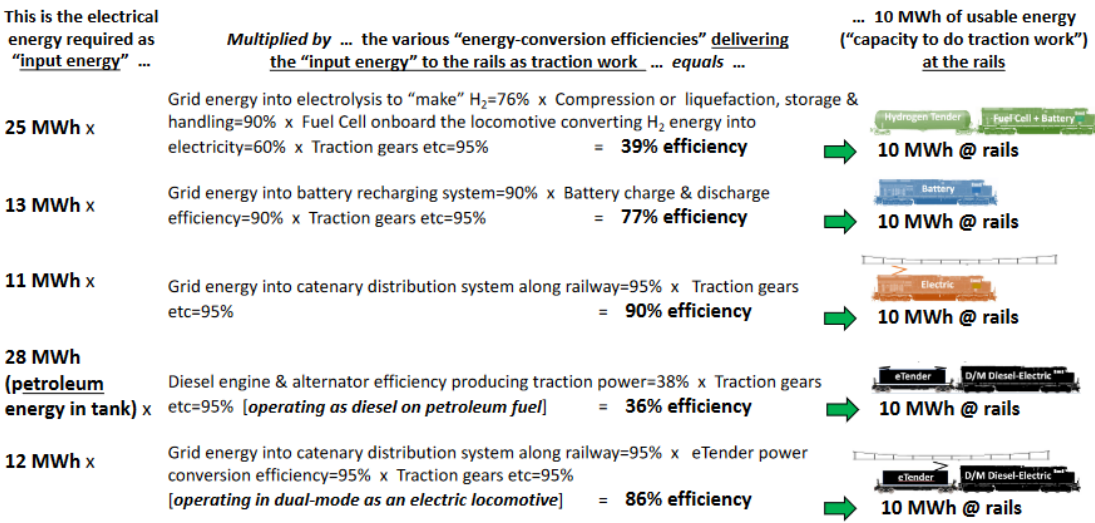 This is the electrical
energy required as
“input energy” …
Multiplied by … the various “energy-conversion efficiencies” delivering
the “input energy” to the rails as traction work … equals …
… 10 MWh of usable energy
(“capacity to do traction work”)
at the rails
25 MWh x
Grid energy into electrolysis to “make” H₂=76% x Compression or liquefaction, storage &
handling=90% x Fuel Cell onboard the locomotive converting H₂ energy into
electricity=60% x Traction gears etc=95% = 39% efficiency
Hydrogen Tender
Fuel Cell + Battery
10 MWh @ rails
13 MWh x
Grid energy into battery recharging system=90% x Battery charge & discharge
efficiency=90% x Traction gears etc=95% = 77% efficiency
Battery
10 MWh @ rails
11 MWh x
Grid energy into catenary distribution system along railway=95% x Traction gears
etc=95% = 90% efficiency
Electric
10 MWh @ rails
28 MWh
(petroleum
energy in tank) x
Diesel engine & alternator efficiency producing traction power=38% x Traction gears
etc=95% [operating as diesel on petroleum fuel] = 36% efficiency
eTender
D/M Diesel-Electric
10 MWh @ rails
12 MWh x
Grid energy into catenary distribution system along railway=95% x eTender power
conversion efficiency=95% x Traction gears etc=95%
[operating in dual-mode as an electric locomotive] = 86% efficiency
eTender
D/M Diesel-Electric
10 MWh @ rails